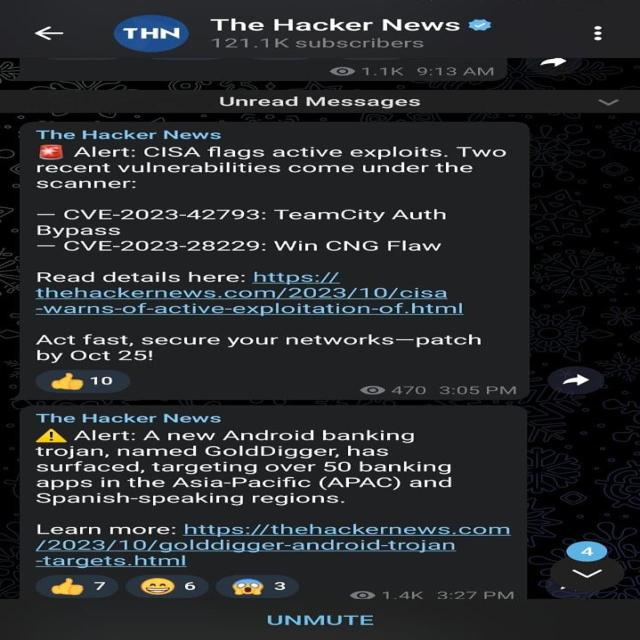 THN
The Hacker News
121.1K subscribers
1.1K 9:13 AM
Unread Messages
The Hacker News
Alert: CISA flags active exploits. Two
recent vulnerabilities come under the
scanner:
— CVE-2023-42793: TeamCity Auth
Bypass
— CVE-2023-28229: Win CNG Flaw
Read details here: https://
thehackernews.com/2023/10/cisa
-warns-of-active-exploitation-of.html
Act fast, secure your networks—patch
by Oct 25!
10
470 3:05 PM
The Hacker News
Alert: A new Android banking
trojan, named GoldDigger, has
surfaced, targeting over 50 banking
apps in the Asia-Pacific (APAC) and
Spanish-speaking regions.
Learn more: https://thehackernews.com
/2023/10/golddigger-android-trojan
-targets.html
7 6 3
1.4K 3:27 PM
4
UNMUTE